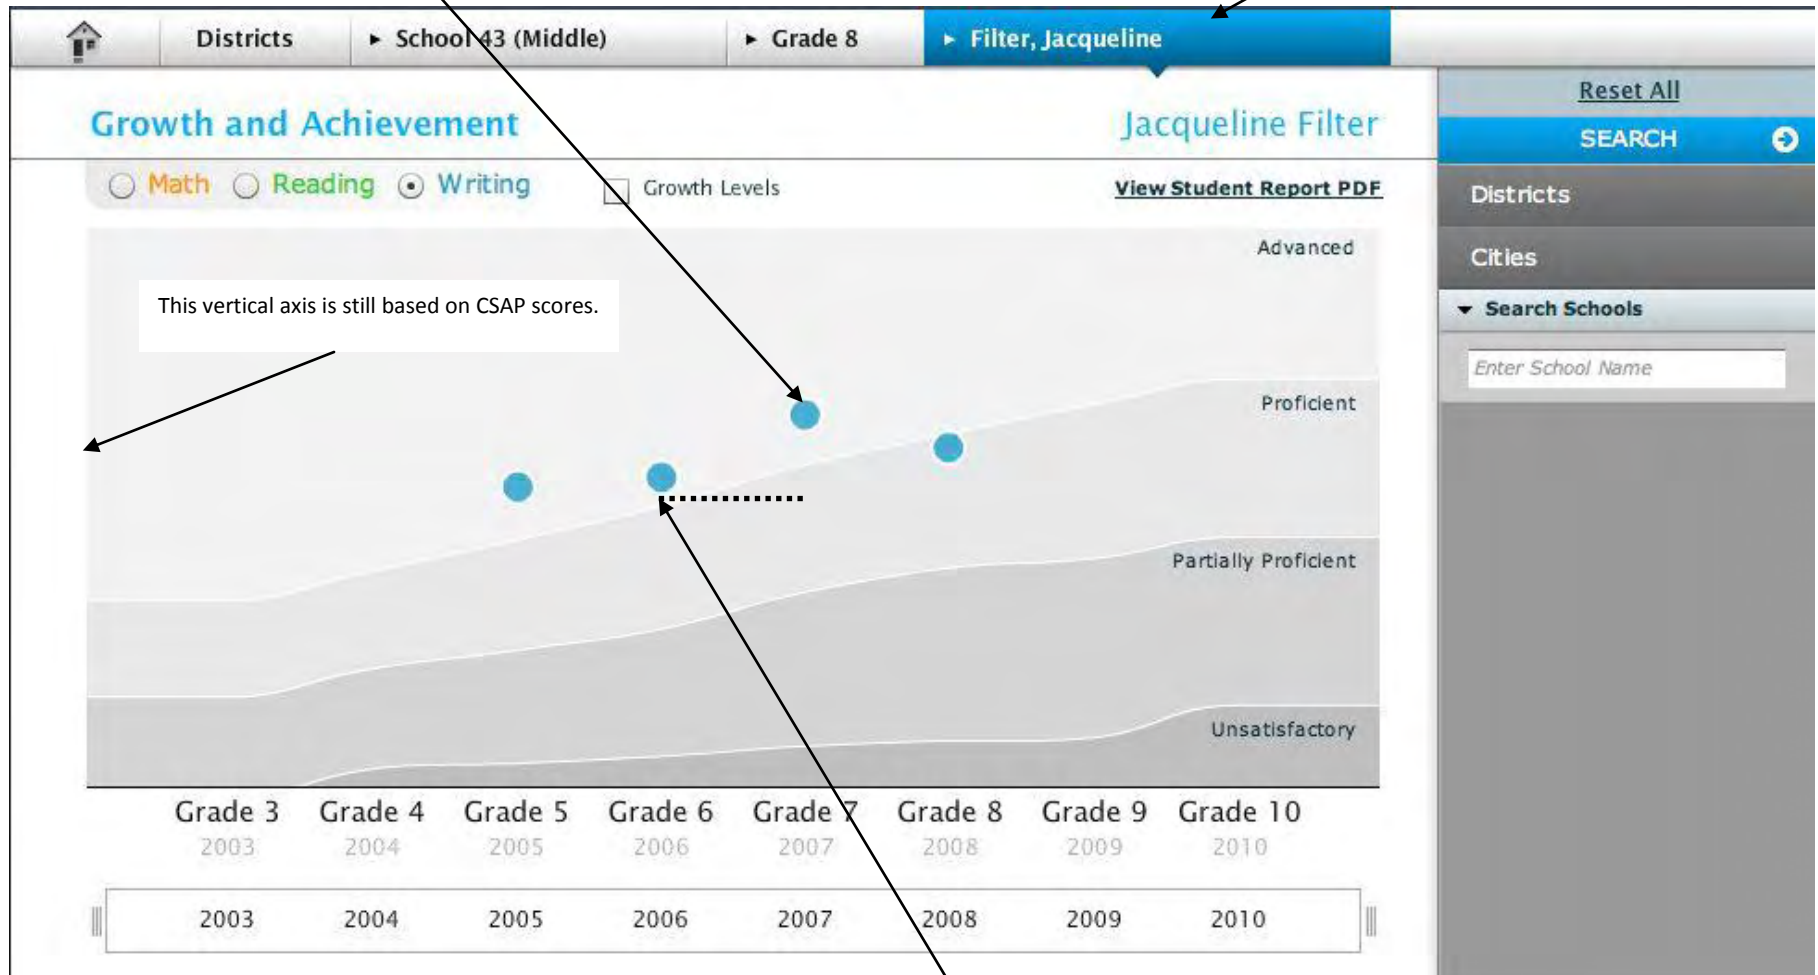 Districts ▸ School 43 (Middle) ▸ Grade 8 ▸ Filter, Jacqueline
Reset All
Growth and Achievement
Jacqueline Filter
SEARCH
Math Reading Writing Growth Levels View Student Report PDF
Districts
Advanced
Cities
This vertical axis is still based on CSAP scores.
Search Schools
Enter School Name
Proficient
Partially Proficient
Unsatisfactory
Grade 3 Grade 4 Grade 5 Grade 6 Grade 7 Grade 8 Grade 9 Grade 10
2003 2004 2005 2006 2007 2008 2009 2010
2003 2004 2005 2006 2007 2008 2009 2010